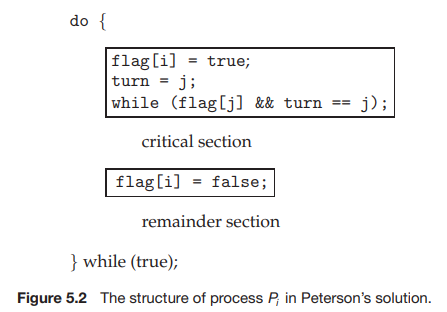 do {
flag[i] = true;
turn = j;
while (flag[j] && turn == j);
critical section
flag[i] = false;
remainder section
} while (true);
Figure 5.2 The structure of process Pi in Peterson's solution.